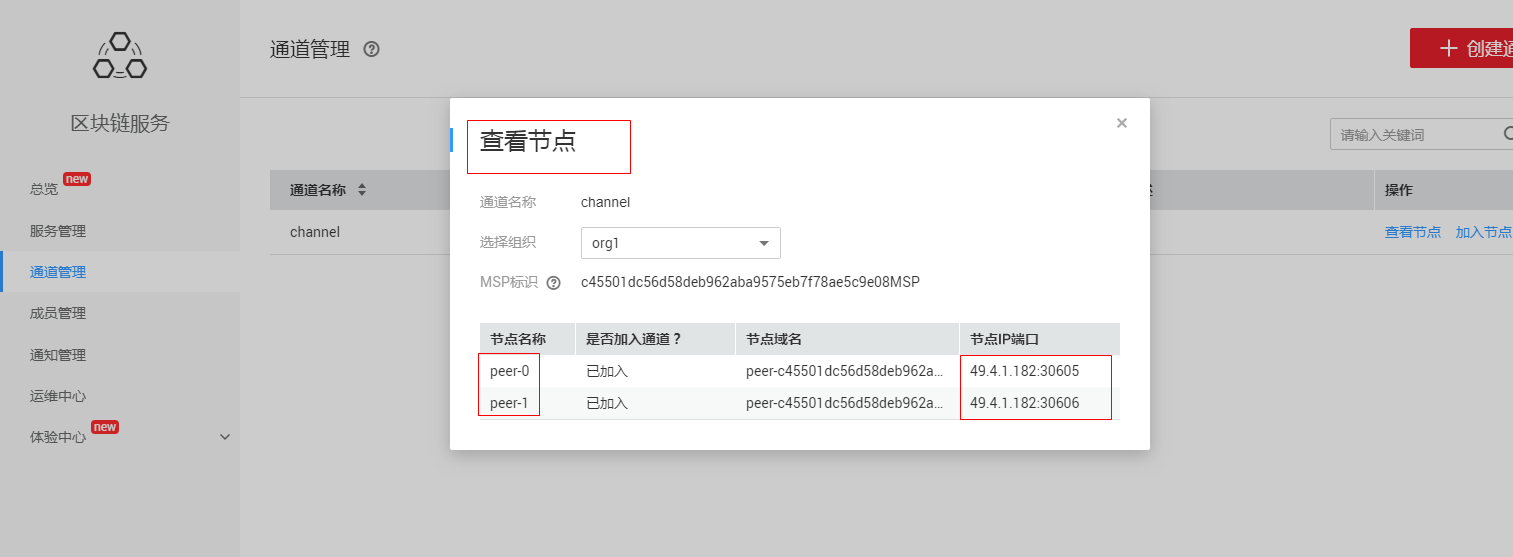 区块链服务
总览 new
服务管理
通道管理
成员管理
通知管理
运维中心
体验中心 new
通道管理 ?
创建通
请输入关键词
通道名称 操作
channel 查看节点 加入节点
查看节点 ×
通道名称 channel
选择组织 org1
MSP标识 ? c45501dc56d58deb962aba9575eb7f78ae5c9e08MSP
节点名称 是否加入通道? 节点域名 节点IP端口
peer-0 已加入 peer-c45501dc56d58deb962a... 49.4.1.182:30605
peer-1 已加入 peer-c45501dc56d58deb962a... 49.4.1.182:30606